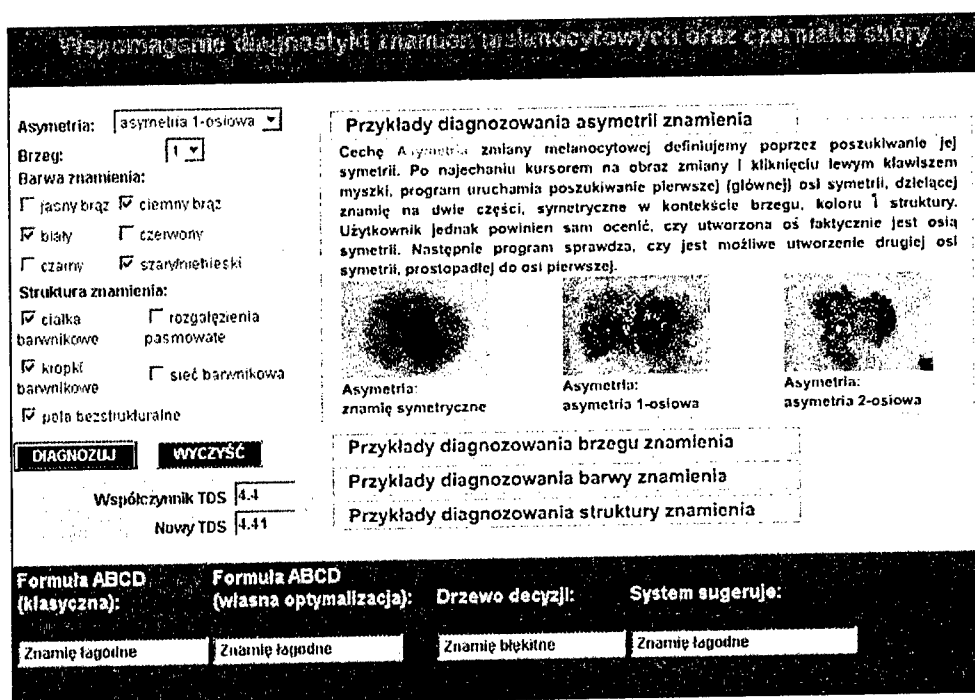 Wspomaganie diagnostyki znamion melanocytowych oraz czerniaka skóry
Asymetria: asymetria 1-osiowa
Brzeg: 1
Barwa znamienia:
jasny brąz ciemny brąz
biały czerwony
czarny szary/niebieski
Struktura znamienia:
ciałka barwnikowe rozgałęzienia pasmowate
kropki barwnikowe sieć barwnikowa
pola bezstrukturalne
DIAGNOZUJ WYCZYŚĆ
Współczynnik TDS 4.4
Nowy TDS 4.41
Przykłady diagnozowania asymetrii znamienia
Cechę Asymetria zmiany melanocytowej definiujemy poprzez poszukiwanie jej
symetrii. Po najechaniu kursorem na obraz zmiany i kliknięciu lewym klawiszem
myszki, program uruchamia poszukiwanie pierwszej (głównej) osi symetrii, dzielącej
znamię na dwie części, symetryczne w kontekście brzegu, koloru i struktury.
Użytkownik jednak powinien sam ocenić, czy utworzona oś faktycznie jest osią
symetrii. Następnie program sprawdza, czy jest możliwe utworzenie drugiej osi
symetrii, prostopadłej do osi pierwszej.
Asymetria:
znamię symetryczne
Asymetria:
asymetria 1-osiowa
Asymetria:
asymetria 2-osiowa
Przykłady diagnozowania brzegu znamienia
Przykłady diagnozowania barwy znamienia
Przykłady diagnozowania struktury znamienia
Formuła ABCD
(klasyczna):
Znamię łagodne
Formuła ABCD
(własna optymalizacja):
Znamię łagodne
Drzewo decyzji:
Znamię błękitne
System sugeruje:
Znamię łagodne